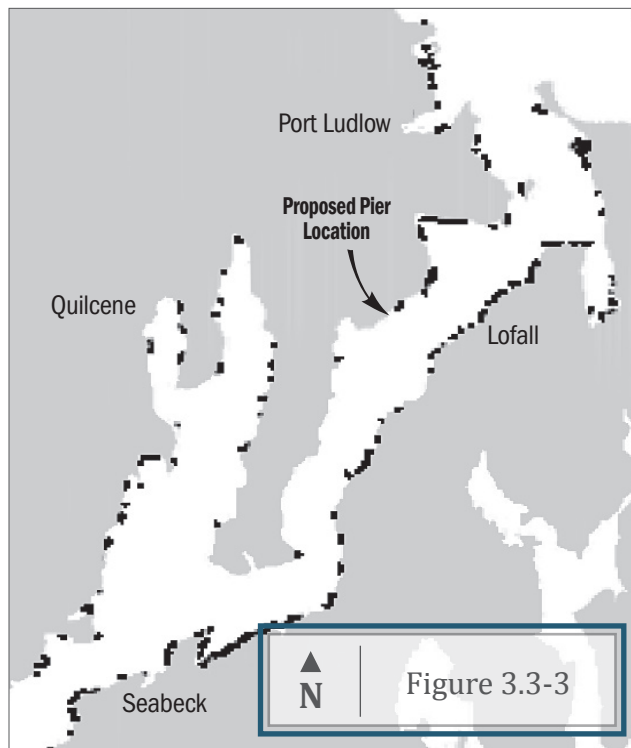 Port Ludlow
Proposed Pier
Location
Quilcene
Lofall
Seabeck
N
Figure 3.3-3